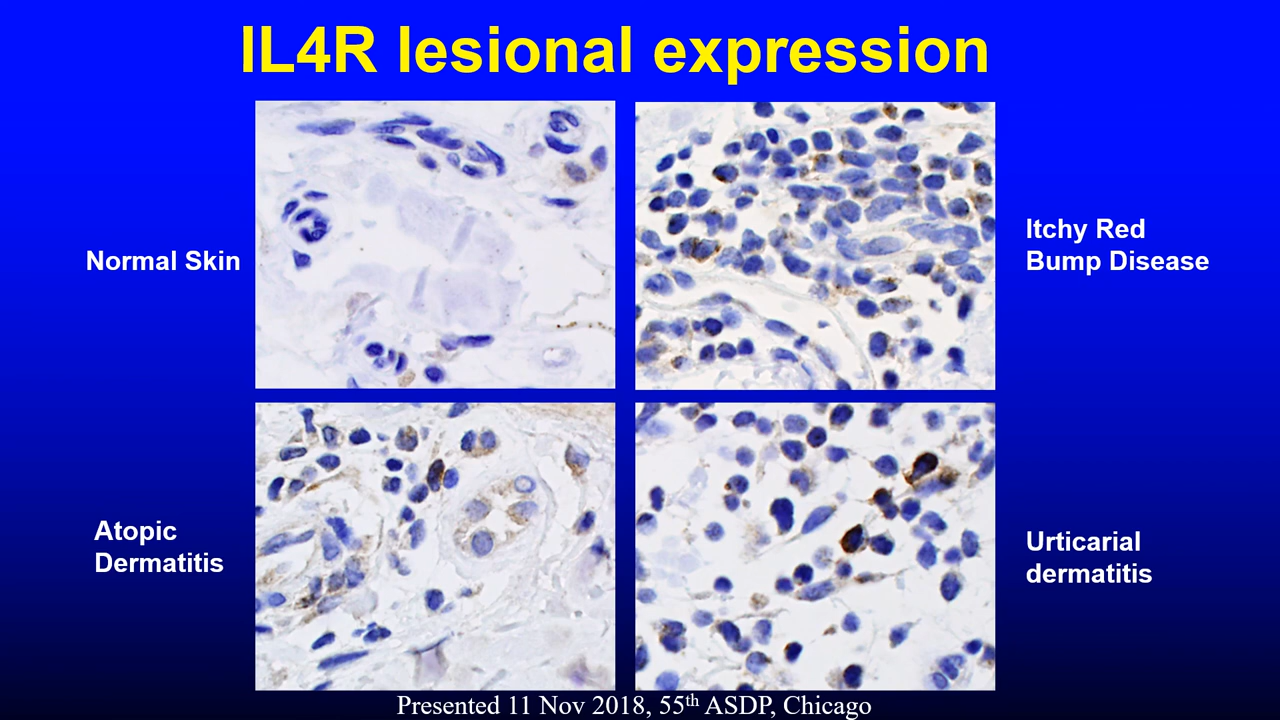 IL4R lesional expression
Normal Skin
Itchy Red
Bump Disease
Atopic
Dermatitis
Urticarial
dermatitis
Presented 11 Nov 2018, 55th ASDP, Chicago